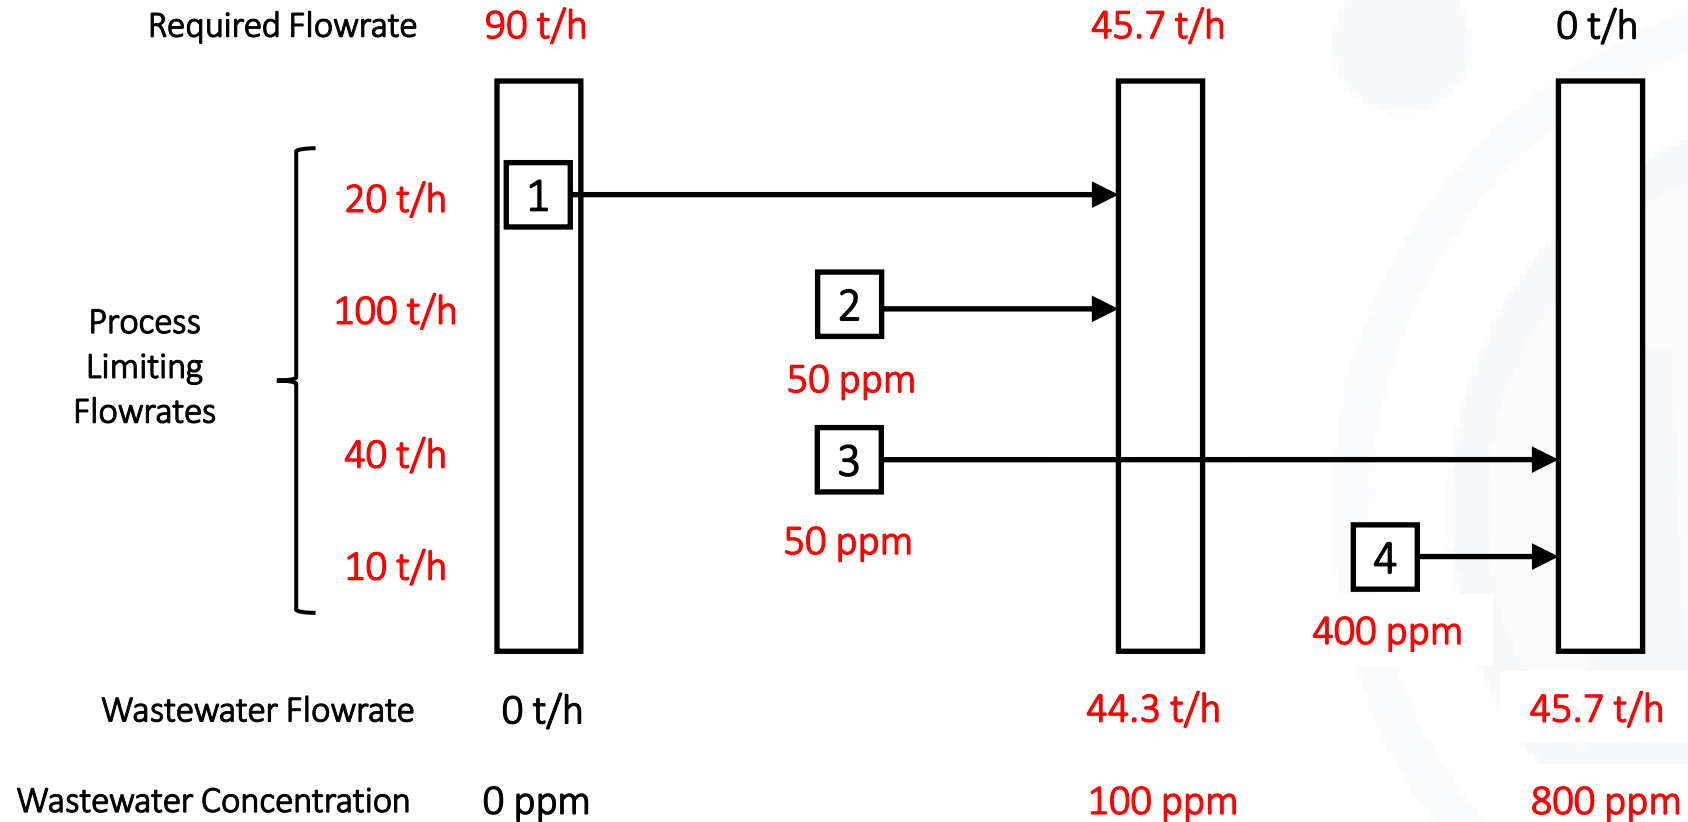 Required Flowrate 90 t/h 45.7 t/h 0 t/h
20 t/h 1
100 t/h 2
Process
Limiting
Flowrates
50 ppm
40 t/h 3
50 ppm
10 t/h 4
400 ppm
Wastewater Flowrate 0 t/h 44.3 t/h 45.7 t/h
Wastewater Concentration 0 ppm 100 ppm 800 ppm